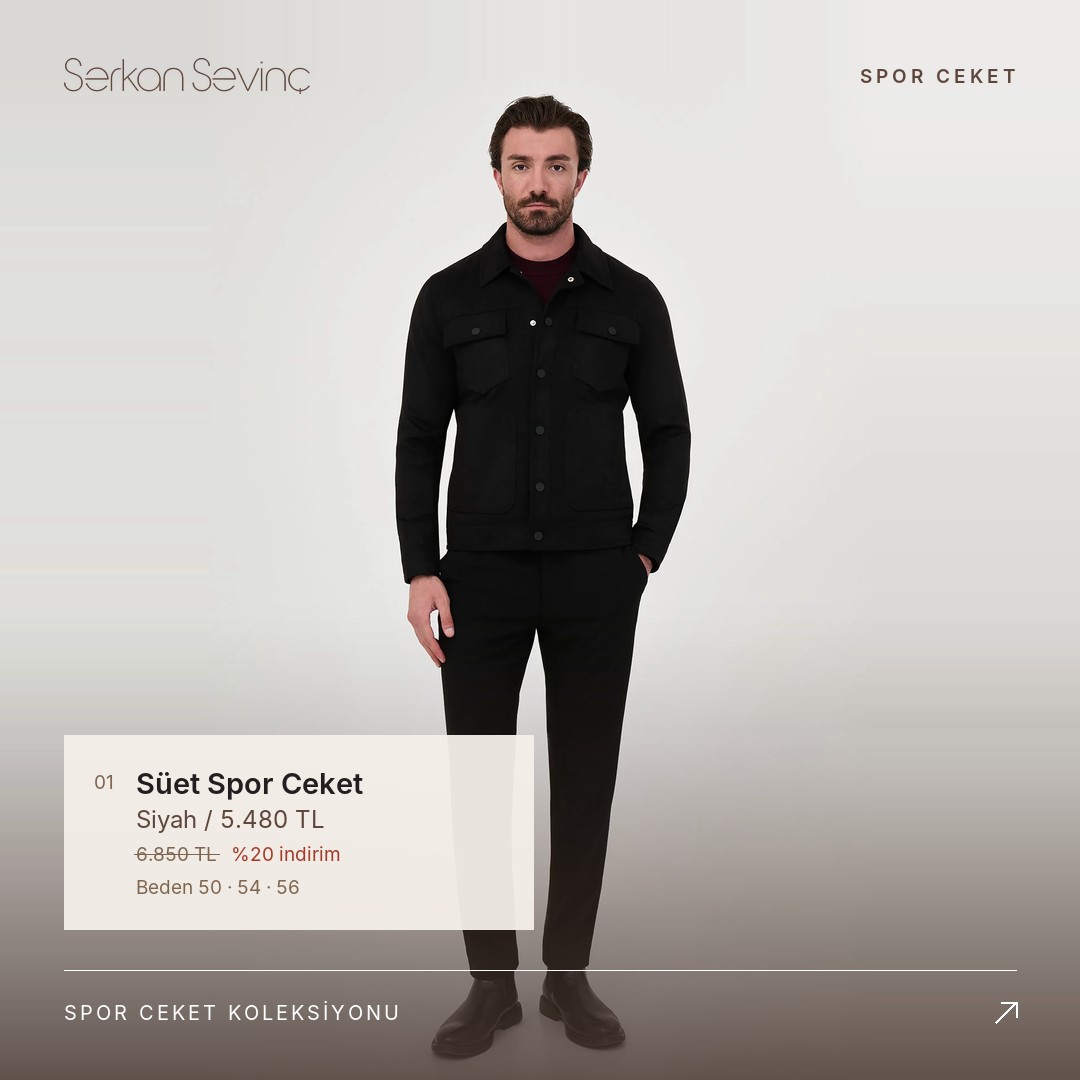 Serkan Sevinç
SPOR CEKET
01 Süet Spor Ceket
Siyah / 5.480 TL
6.850 TL %20 indirim
Beden 50 · 54 · 56
SPOR CEKET KOLEKSİYONU